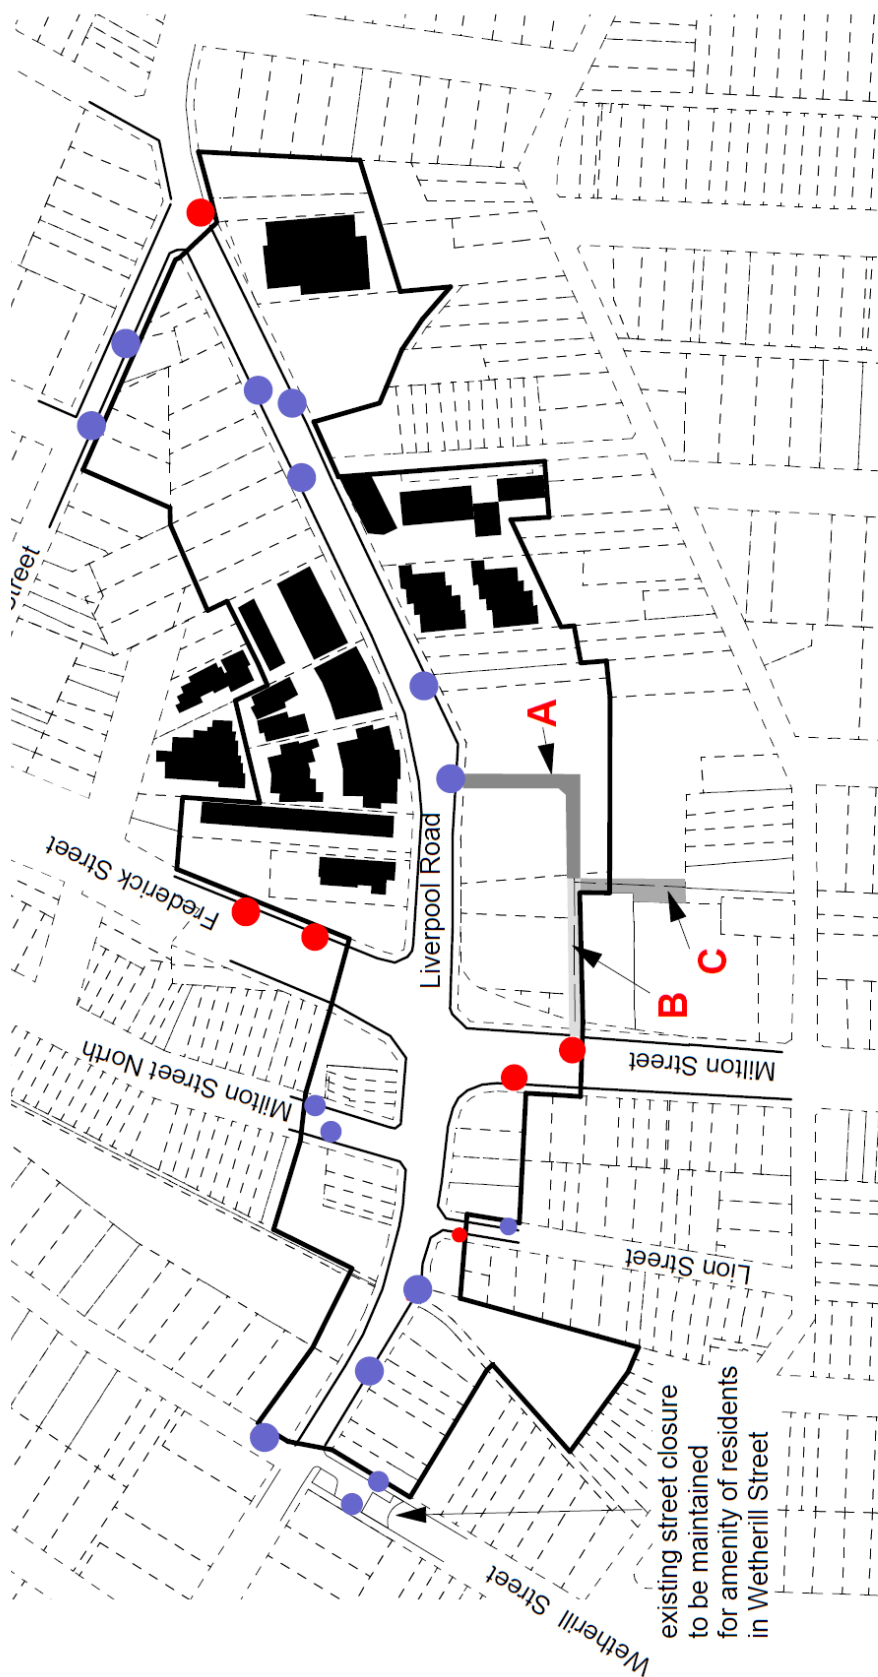 Street
Frederick Street
Liverpool Road
Milton Street North
Milton Street
Lion Street
Wetherill Street
A
B
C
existing street closure
to be maintained
for amenity of residents
in Wetherill Street